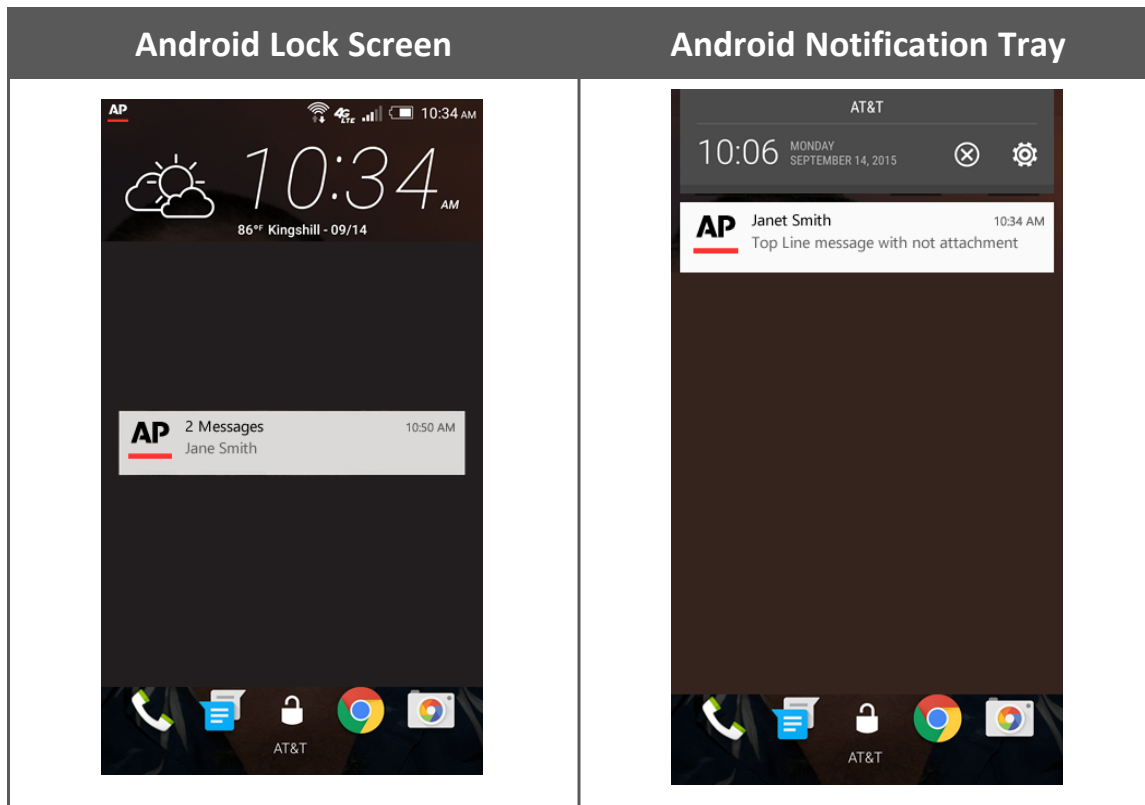 Android Lock Screen
Android Notification Tray
AP
4G LTE 10:34 AM
10:34 AM
86°F Kingshill - 09/14
AP
2 Messages
10:50 AM
Jane Smith
AT&T
AT&T
10:06
MONDAY
SEPTEMBER 14, 2015
AP
Janet Smith
10:34 AM
Top Line message with not attachment
AT&T